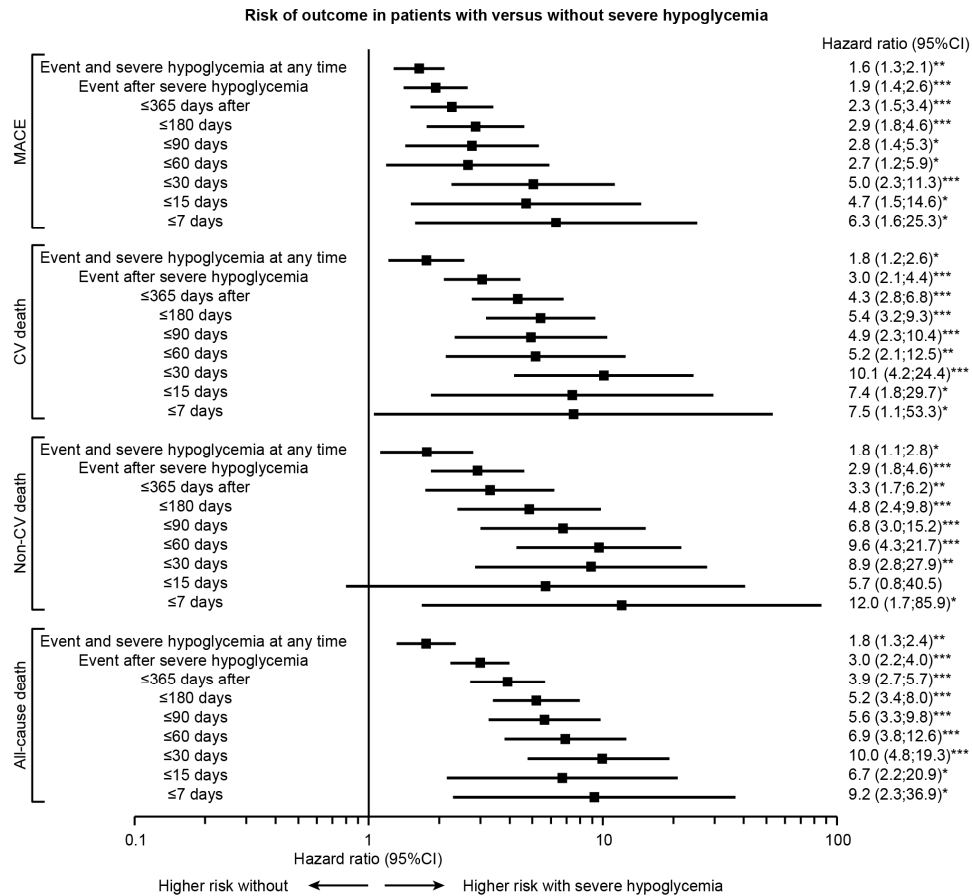 Risk of outcome in patients with versus without severe hypoglycemia
Hazard ratio (95%CI)
MACE
Event and severe hypoglycemia at any time 1.6 (1.3;2.1)**
Event after severe hypoglycemia 1.9 (1.4;2.6)***
≤365 days after 2.3 (1.5;3.4)***
≤180 days 2.9 (1.8;4.6)***
≤90 days 2.8 (1.4;5.3)*
≤60 days 2.7 (1.2;5.9)*
≤30 days 5.0 (2.3;11.3)***
≤15 days 4.7 (1.5;14.6)*
≤7 days 6.3 (1.6;25.3)*
CV death
Event and severe hypoglycemia at any time 1.8 (1.2;2.6)*
Event after severe hypoglycemia 3.0 (2.1;4.4)***
≤365 days after 4.3 (2.8;6.8)***
≤180 days 5.4 (3.2;9.3)***
≤90 days 4.9 (2.3;10.4)***
≤60 days 5.2 (2.1;12.5)**
≤30 days 10.1 (4.2;24.4)***
≤15 days 7.4 (1.8;29.7)*
≤7 days 7.5 (1.1;53.3)*
Non-CV death
Event and severe hypoglycemia at any time 1.8 (1.1;2.8)*
Event after severe hypoglycemia 2.9 (1.8;4.6)***
≤365 days after 3.3 (1.7;6.2)**
≤180 days 4.8 (2.4;9.8)***
≤90 days 6.8 (3.0;15.2)***
≤60 days 9.6 (4.3;21.7)***
≤30 days 8.9 (2.8;27.9)**
≤15 days 5.7 (0.8;40.5)
≤7 days 12.0 (1.7;85.9)*
All-cause death
Event and severe hypoglycemia at any time 1.8 (1.3;2.4)**
Event after severe hypoglycemia 3.0 (2.2;4.0)***
≤365 days after 3.9 (2.7;5.7)***
≤180 days 5.2 (3.4;8.0)***
≤90 days 5.6 (3.3;9.8)***
≤60 days 6.9 (3.8;12.6)***
≤30 days 10.0 (4.8;19.3)***
≤15 days 6.7 (2.2;20.9)*
≤7 days 9.2 (2.3;36.9)*
0.1 1 10 100
Hazard ratio (95%CI)
Higher risk without Higher risk with severe hypoglycemia